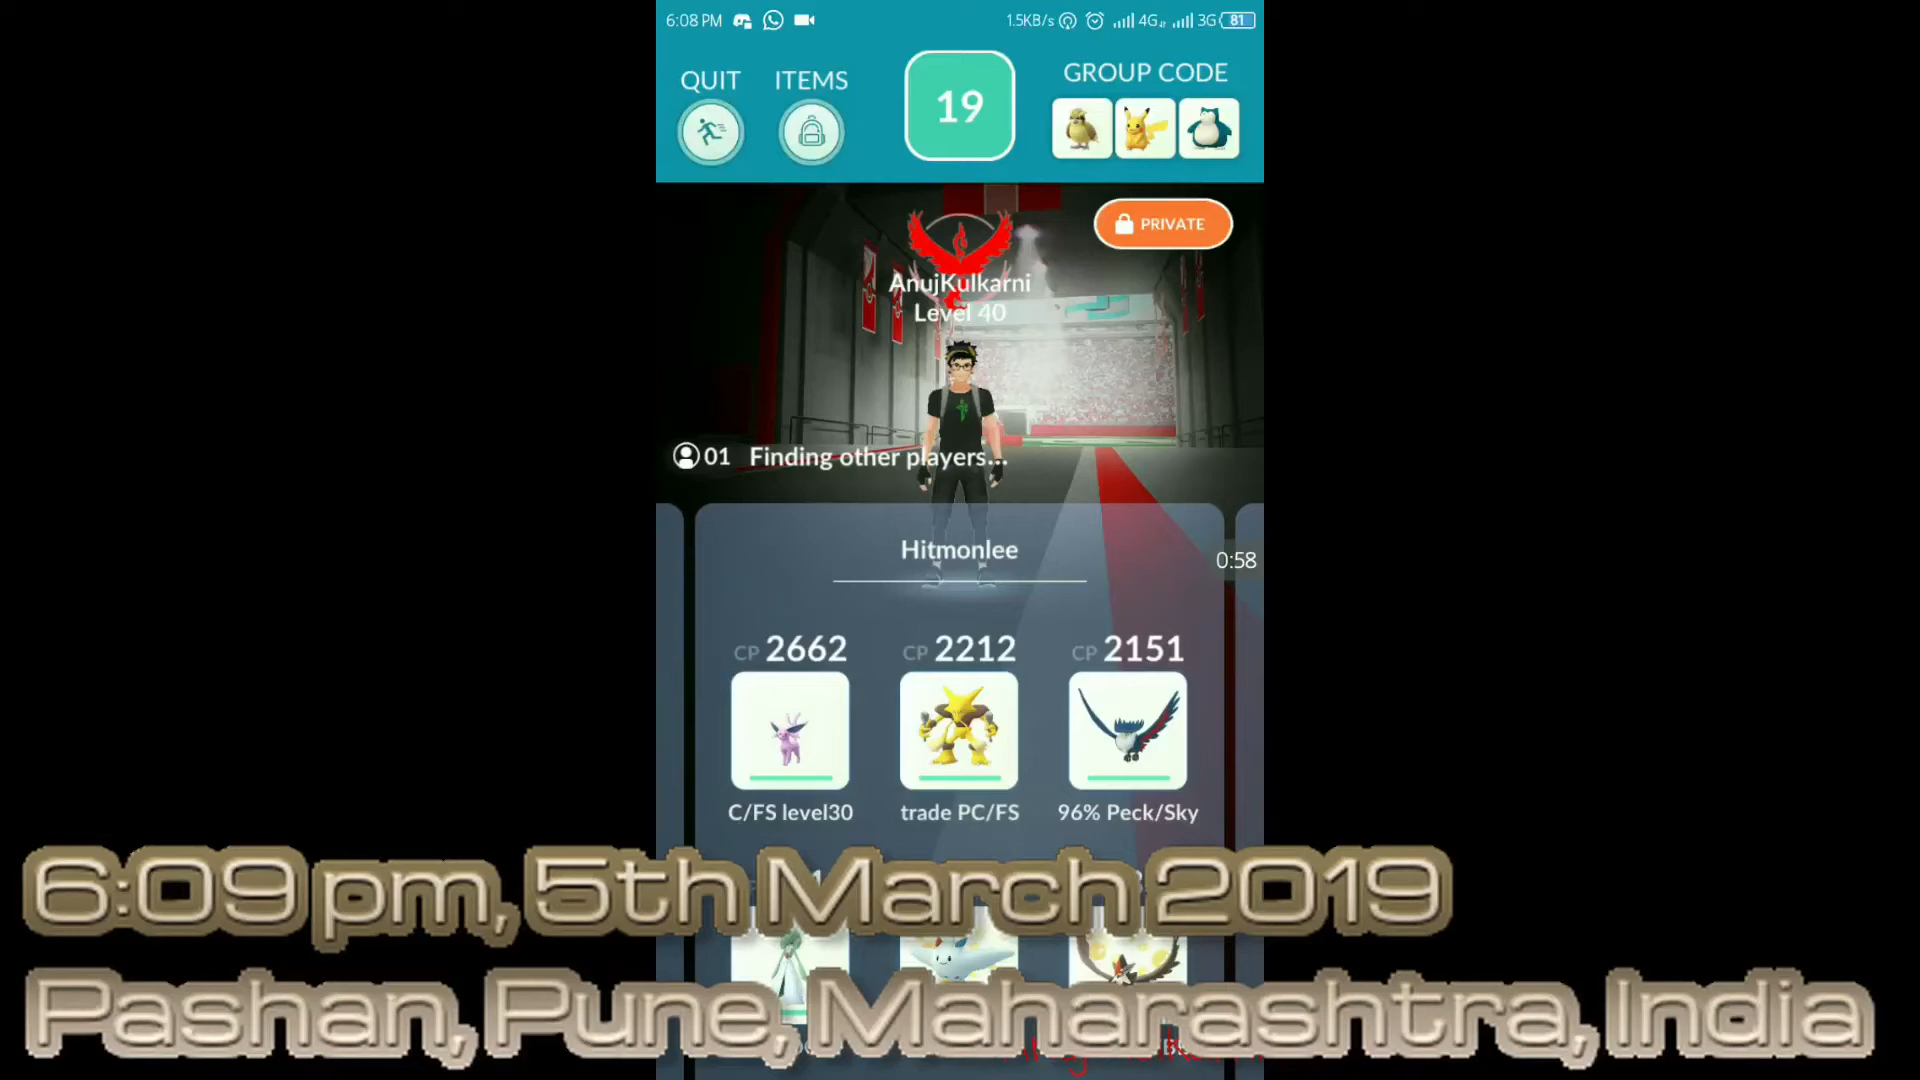 6:08 PM 1.5KB/s 4G 3G 81
QUIT ITEMS 19 GROUP CODE
PRIVATE
AnujKulkarni
Level 40
01 Finding other players...
Hitmonlee
0:58
CP 2662 CP 2212 CP 2151
C/FS level30 trade PC/FS 96% Peck/Sky
6:09pm, 5th March 2019
Pashan, Pune, Maharashtra, India